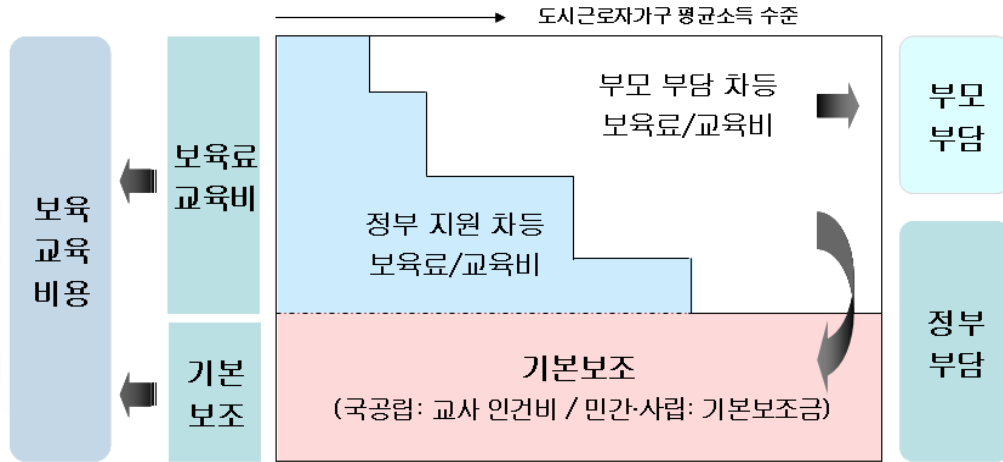 도시근로자가구 평균소득 수준
보육
교육
비용
보육료
교육비
기본
보조
부모 부담 차등
보육료/교육비
정부 지원 차등
보육료/교육비
기본보조
(국공립: 교사 인건비 / 민간·사립: 기본보조금)
부모
부담
정부
부담